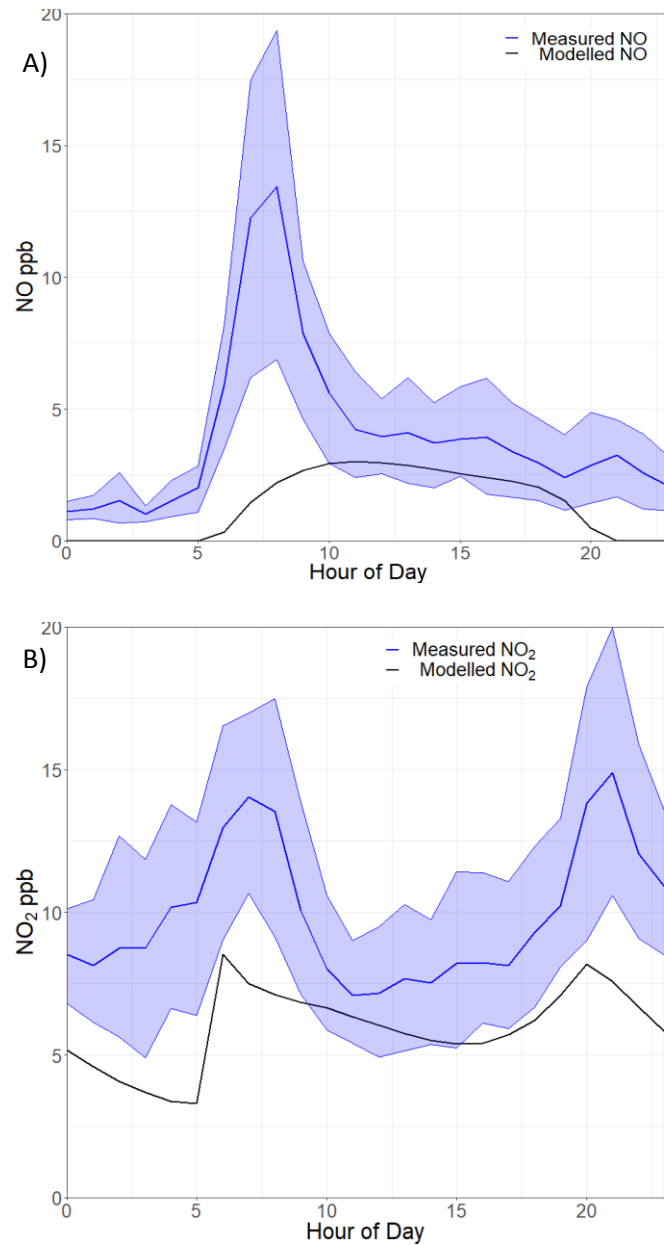 A)
Measured NO
Modelled NO
NO ppb
20
15
10
5
0
0 5 10 15 20
Hour of Day
B)
Measured NO₂
Modelled NO₂
NO₂ ppb
20
15
10
5
0
0 5 10 15 20
Hour of Day